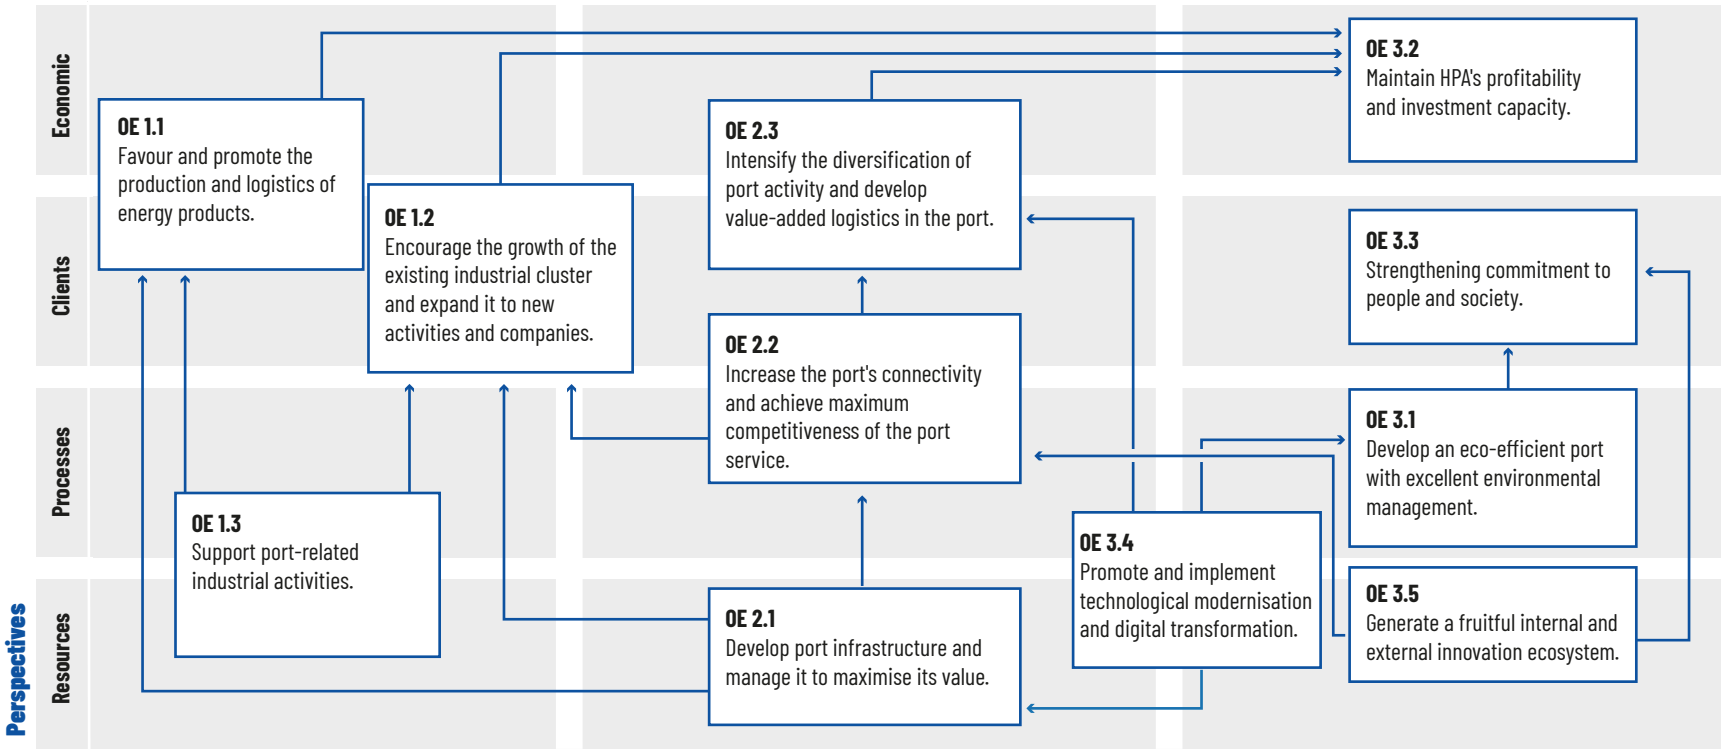 Perspectives
Economic
Clients
Processes
Resources
OE 1.1
Favour and promote the
production and logistics of
energy products.
OE 1.2
Encourage the growth of the
existing industrial cluster
and expand it to new
activities and companies.
OE 1.3
Support port-related
industrial activities.
OE 2.3
Intensify the diversification of
port activity and develop
value-added logistics in the port.
OE 2.2
Increase the port's connectivity
and achieve maximum
competitiveness of the port
service.
OE 2.1
Develop port infrastructure and
manage it to maximise its value.
OE 3.4
Promote and implement
technological modernisation
and digital transformation.
OE 3.2
Maintain HPA's profitability
and investment capacity.
OE 3.3
Strengthening commitment to
people and society.
OE 3.1
Develop an eco-efficient port
with excellent environmental
management.
OE 3.5
Generate a fruitful internal and
external innovation ecosystem.